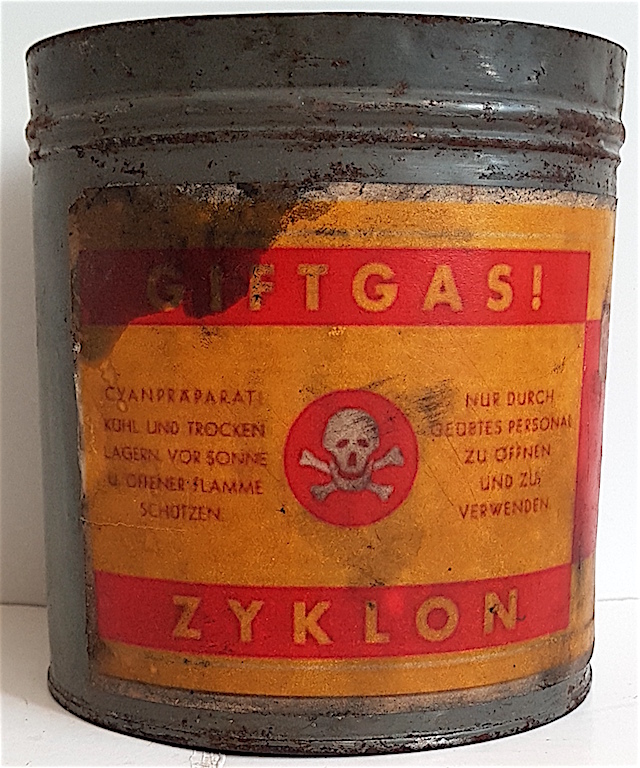 GIFTGAS!
CYANPRÄPARAT!
KÜHL UND TROCKEN
LAGERN. VOR SONNE
U. OFFENER FLAMME
SCHÜTZEN.
NUR DURCH
GEÜBTES PERSONAL
ZU ÖFFNEN
UND ZU
VERWENDEN
ZYKLON